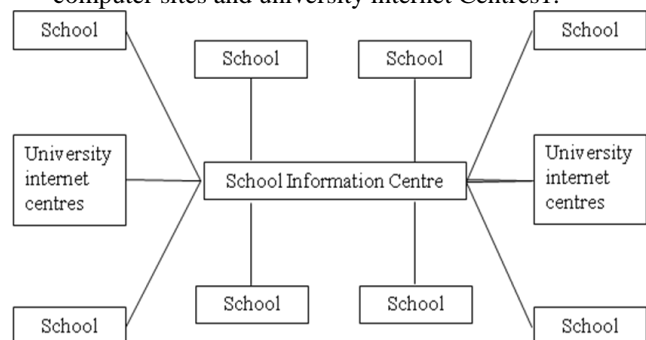 computer sites and university internet Centres1.
School
School
School
School
School
University
internet
centres
School Information Centre
University
internet
centres
School
School
School